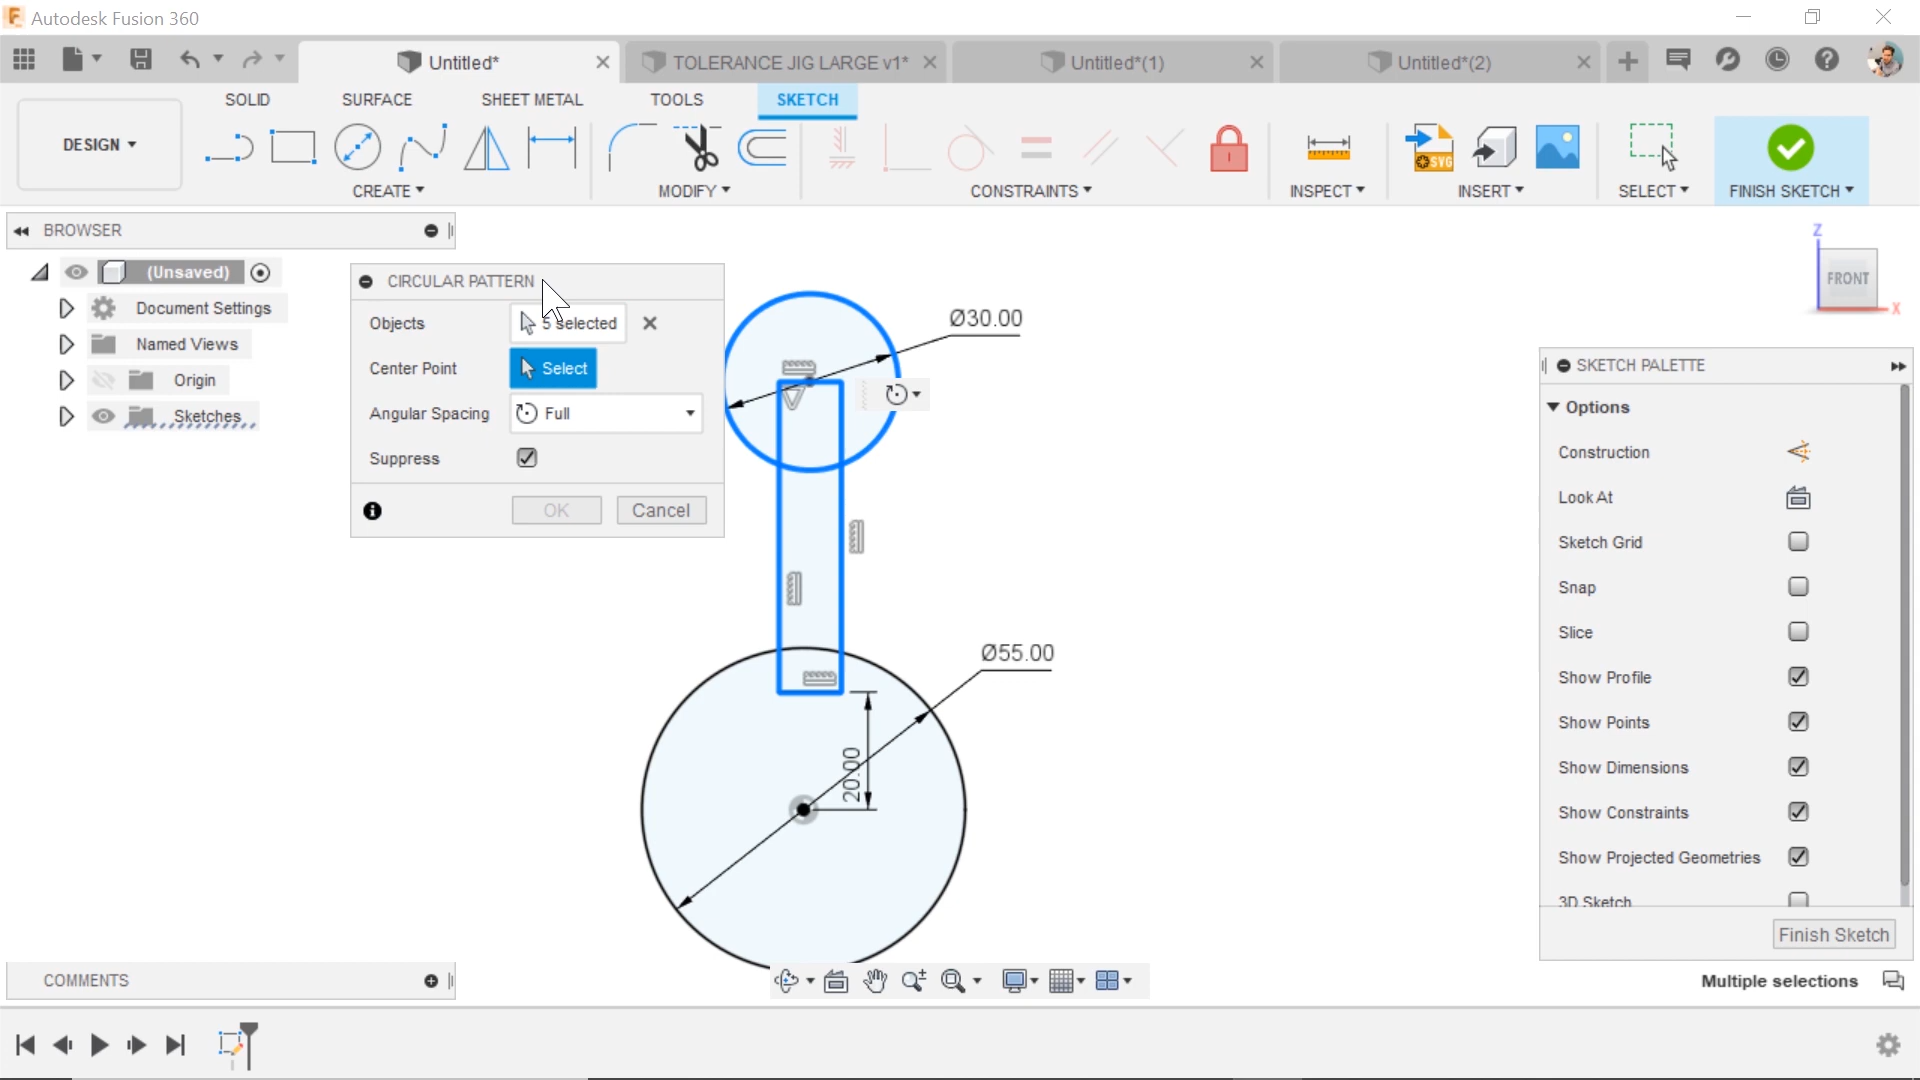 Autodesk Fusion 360
Untitled*
TOLERANCE JIG LARGE v1*
Untitled*(1)
Untitled*(2)
SOLID
SURFACE
SHEET METAL
TOOLS
SKETCH
DESIGN
CREATE
MODIFY
CONSTRAINTS
INSPECT
SVG
INSERT
SELECT
FINISH SKETCH
BROWSER
(Unsaved)
Document Settings
Named Views
Origin
Sketches
CIRCULAR PATTERN
Objects
5 selected
Center Point
Select
Angular Spacing
Full
Suppress
OK
Cancel
Ø30.00
Ø55.00
20.00
Z
FRONT
X
SKETCH PALETTE
Options
Construction
Look At
Sketch Grid
Snap
Slice
Show Profile
Show Points
Show Dimensions
Show Constraints
Show Projected Geometries
3D Sketch
Finish Sketch
COMMENTS
Multiple selections